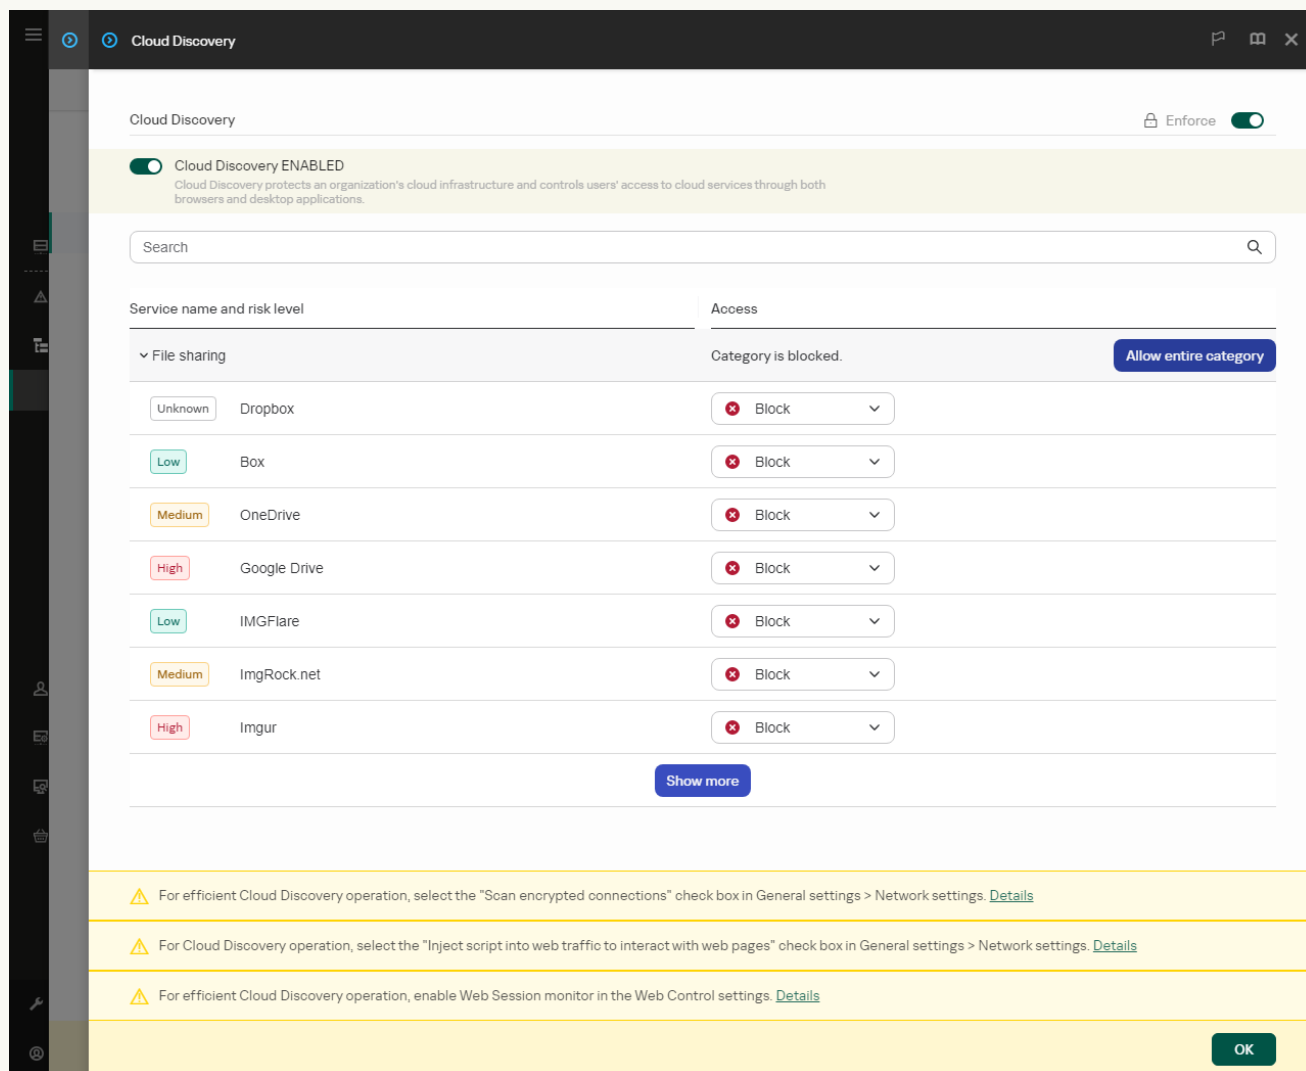 Cloud Discovery
Cloud Discovery
Enforce
Cloud Discovery ENABLED
Cloud Discovery protects an organization's cloud infrastructure and controls users' access to cloud services through both
browsers and desktop applications.
Search
Service name and risk level
Access
File sharing
Category is blocked.
Allow entire category
Unknown
Dropbox
Block
Low
Box
Block
Medium
OneDrive
Block
High
Google Drive
Block
Low
IMGFlare
Block
Medium
ImgRock.net
Block
High
Imgur
Block
Show more
For efficient Cloud Discovery operation, select the "Scan encrypted connections" check box in General settings > Network settings. Details
For Cloud Discovery operation, select the "Inject script into web traffic to interact with web pages" check box in General settings > Network settings. Details
For efficient Cloud Discovery operation, enable Web Session monitor in the Web Control settings. Details
OK